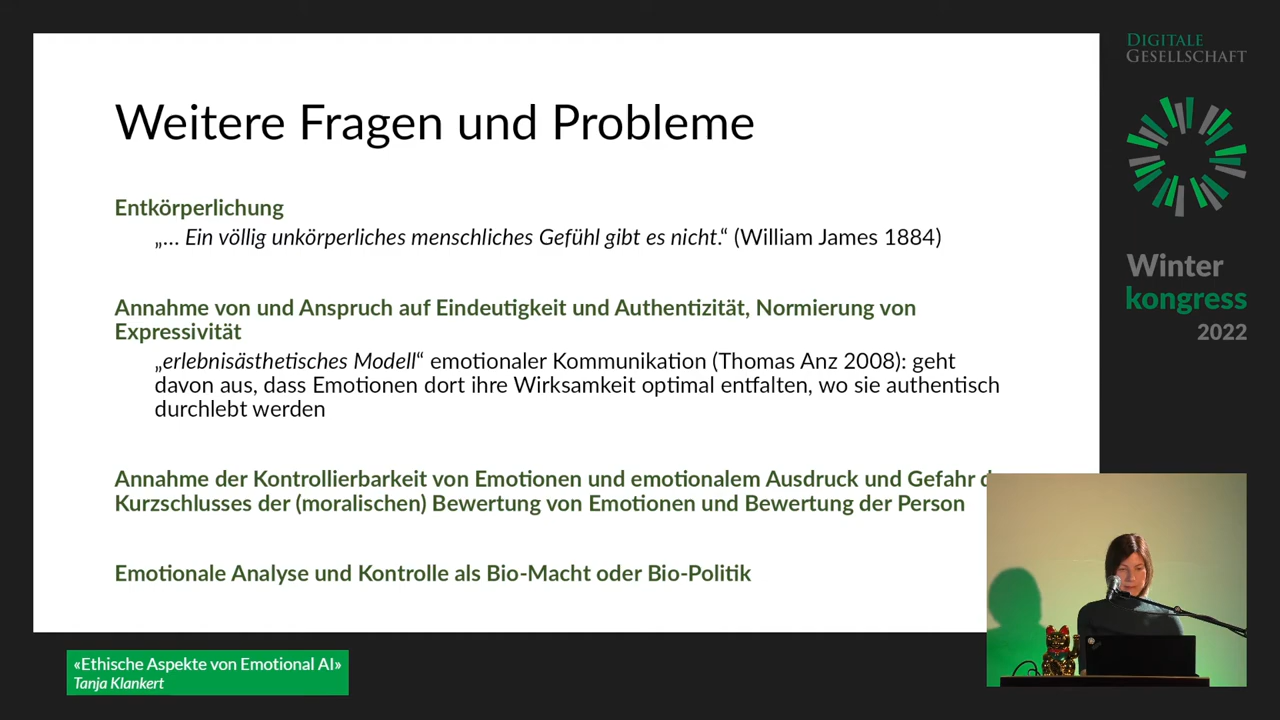 Weitere Fragen und Probleme
Entkörperlichung
„… Ein völlig unkörperliches menschliches Gefühl gibt es nicht.“ (William James 1884)
Annahme von und Anspruch auf Eindeutigkeit und Authentizität, Normierung von
Expressivität
„erlebnisästhetisches Modell“ emotionaler Kommunikation (Thomas Anz 2008): geht
davon aus, dass Emotionen dort ihre Wirksamkeit optimal entfalten, wo sie authentisch
durchlebt werden
Annahme der Kontrollierbarkeit von Emotionen und emotionalem Ausdruck und Gefahr
Kurzschlusses der (moralischen) Bewertung von Emotionen und Bewertung der Person
Emotionale Analyse und Kontrolle als Bio-Macht oder Bio-Politik
DIGITALE
GESELLSCHAFT
Winter
kongress
2022
«Ethische Aspekte von Emotional AI»
Tanja Klankert